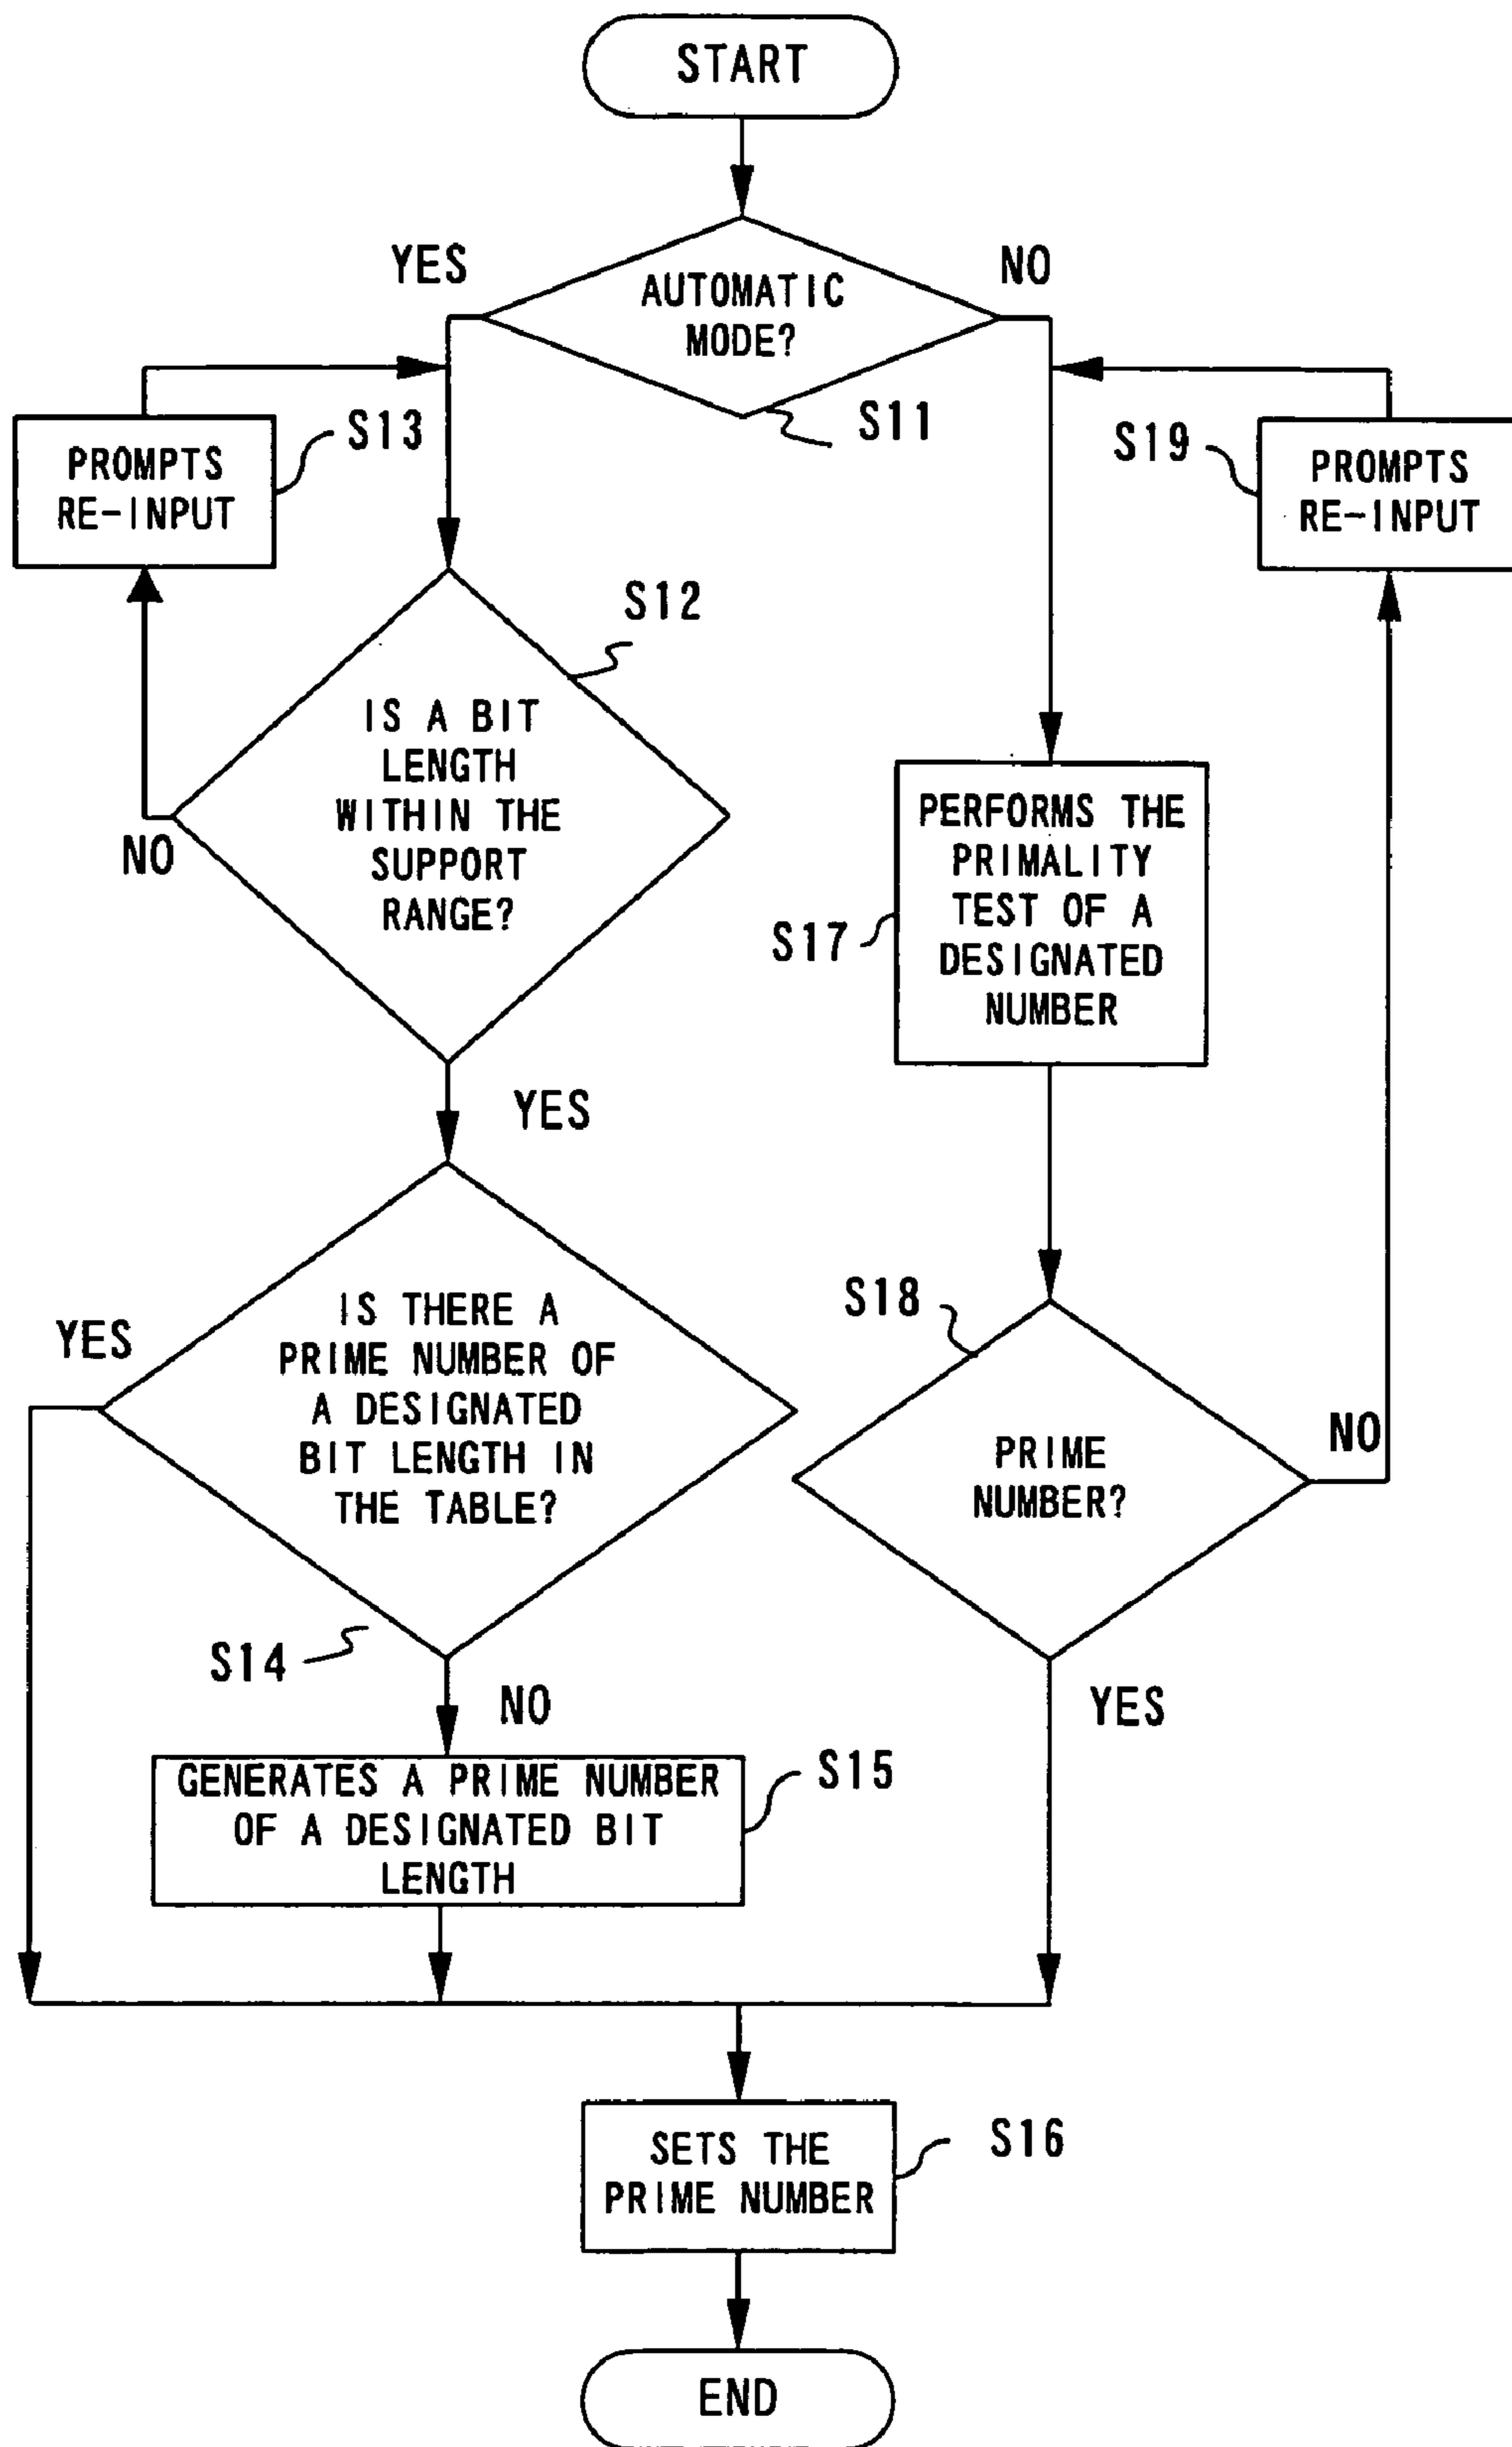 START
YES
AUTOMATIC
MODE?
NO
S11
S13
PROMPTS
RE-INPUT
S19
PROMPTS
RE-INPUT
S12
IS A BIT
LENGTH
WITHIN THE
SUPPORT
RANGE?
NO
YES
S17
PERFORMS THE
PRIMALITY
TEST OF A
DESIGNATED
NUMBER
S18
YES
IS THERE A
PRIME NUMBER OF
A DESIGNATED
BIT LENGTH IN
THE TABLE?
PRIME
NUMBER?
NO
S14
NO
YES
GENERATES A PRIME NUMBER
OF A DESIGNATED BIT
LENGTH
S15
SETS THE
PRIME NUMBER
S16
END